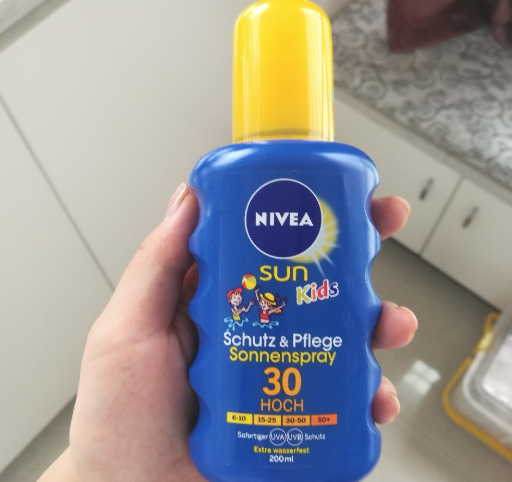 NIVEA
sun
Kids
Schutz & Pflege
Sonnenspray
30
HOCH
6-10 15-25 30-50 50+
Sofortiger UVA UVB Schutz
Extra wasserfest
200ml